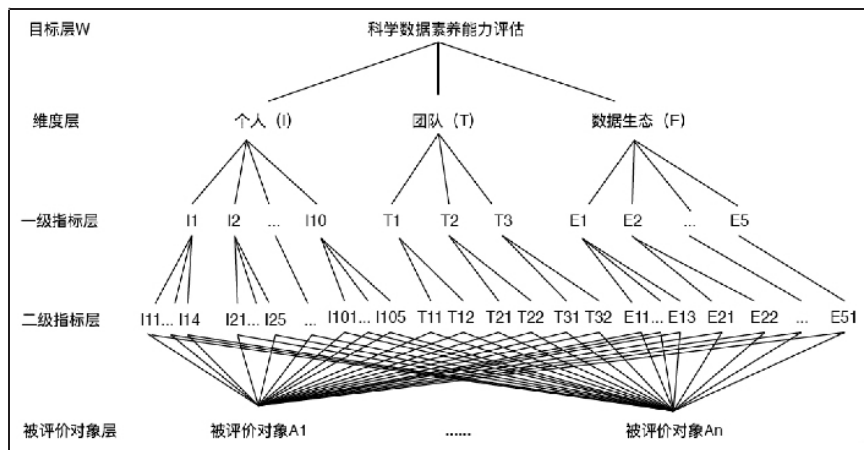 目标层W 科学数据素养能力评估
维度层 个人（I） 团队（T） 数据生态（E）
一级指标层 I1 I2 ... I10 T1 T2 T3 E1 E2 ... E5
二级指标层 I11... I14 I21... I25 ... I101... I105 T11 T12 T21 T22 T31 T32 E11... E13 E21 E22 ... E51
被评价对象层 被评价对象A1 ...... 被评价对象An